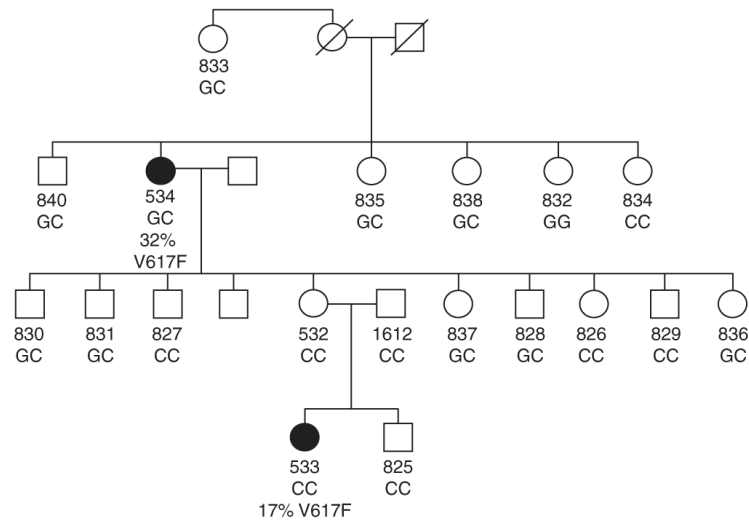 833
GC
840
GC
534
GC
32%
V617F
835
GC
838
GC
832
GG
834
CC
830
GC
831
GC
827
CC
532
CC
1612
CC
837
GC
828
GC
826
CC
829
CC
836
GC
533
CC
17% V617F
825
CC